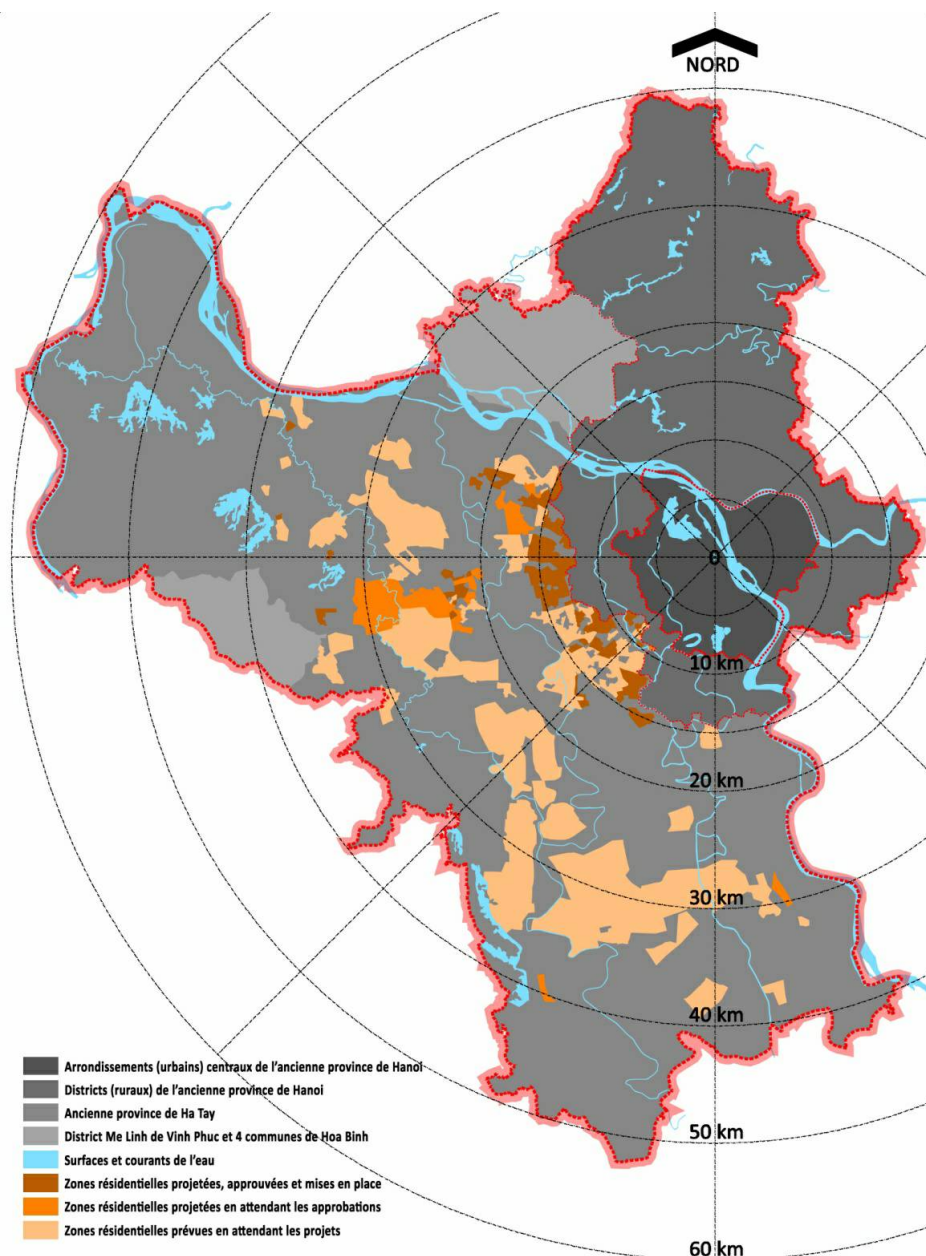 NORD
0
10 km
20 km
30 km
40 km
50 km
60 km
Arrondissements (urbains) centraux de l'ancienne province de Hanoi
Districts (ruraux) de l'ancienne province de Hanoi
Ancienne province de Ha Tay
District Me Linh de Vinh Phuc et 4 communes de Hoa Binh
Surfaces et courants de l'eau
Zones résidentielles projetées, approuvées et mises en place
Zones résidentielles projetées en attendant les approbations
Zones résidentielles prévues en attendant les projets